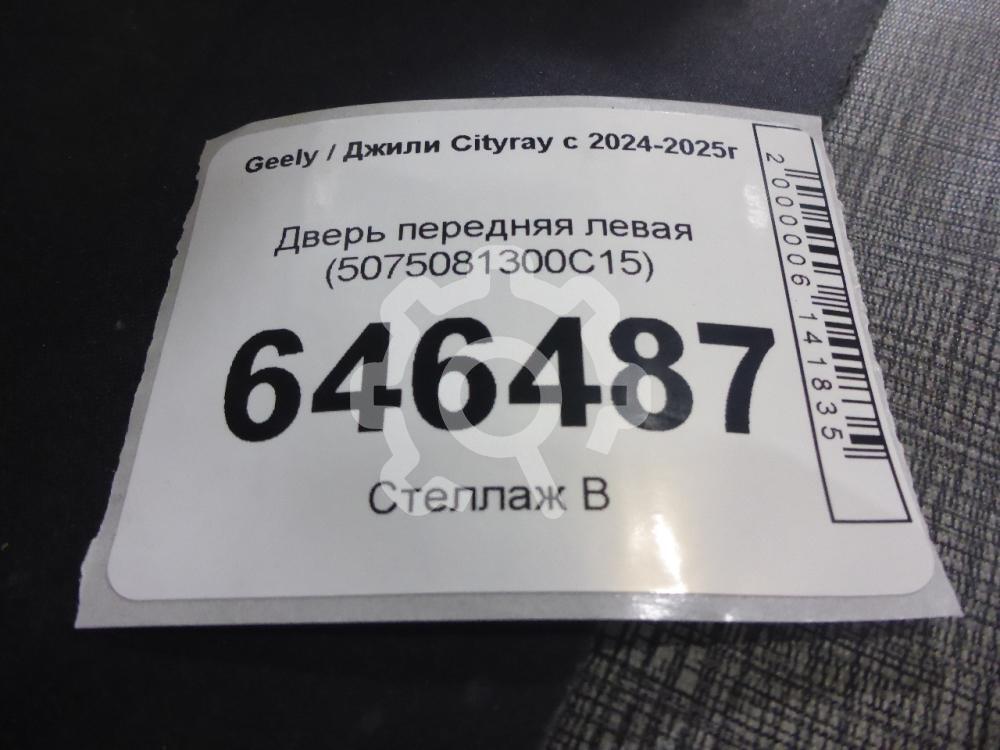 Geely / Джили Cityray с 2024-2025г
Дверь передняя левая
(5075081300C15)
646487
Стеллаж В
2000006141835